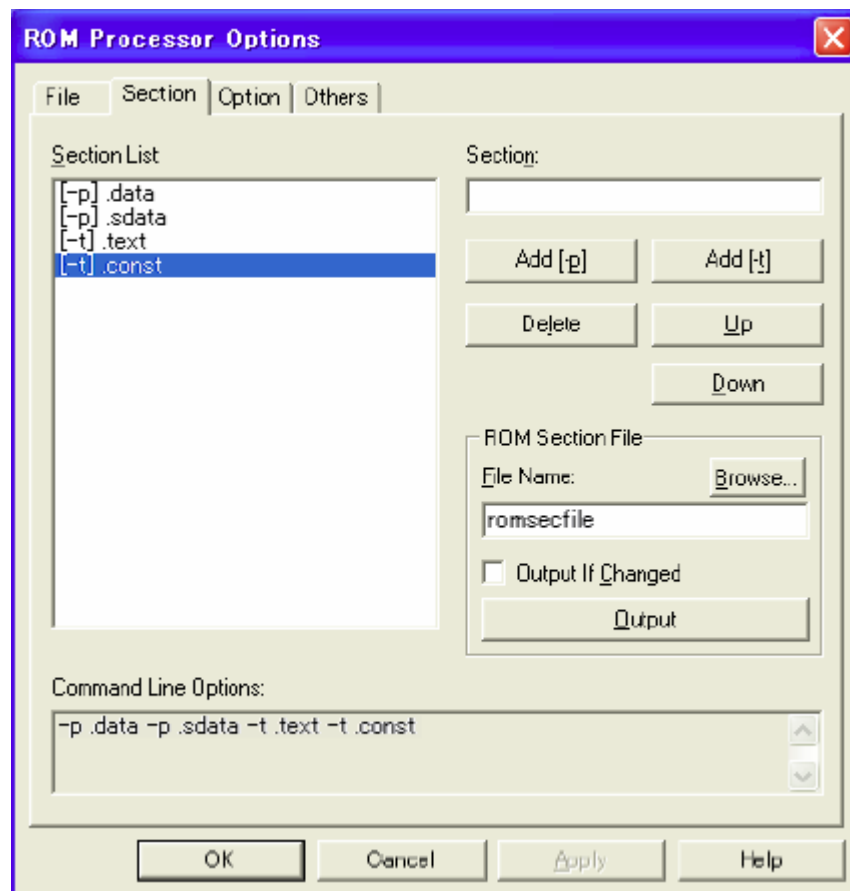 ROM Processor Options
File Section Option Others
Section List
[-p] .data
[-p] .sdata
[-t] .text
[-t] .const
Section:
Add [-p] Add [-t]
Delete Up
Down
ROM Section File
File Name: Browse...
romsecfile
Output If Changed
Output
Command Line Options:
-p .data -p .sdata -t .text -t .const
OK Cancel Apply Help